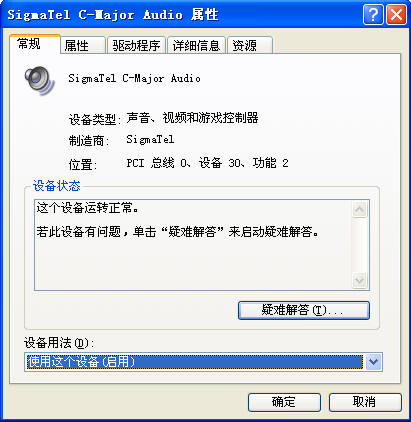 SigmaTel C-Major Audio 属性
常规 属性 驱动程序 详细信息 资源
SigmaTel C-Major Audio
设备类型: 声音、视频和游戏控制器
制造商: SigmaTel
位置: PCI 总线 0、设备 30、功能 2
设备状态
这个设备运转正常。
若此设备有问题,单击“疑难解答”来启动疑难解答。
疑难解答(T)...
设备用法(D):
使用这个设备(启用)
确定 取消